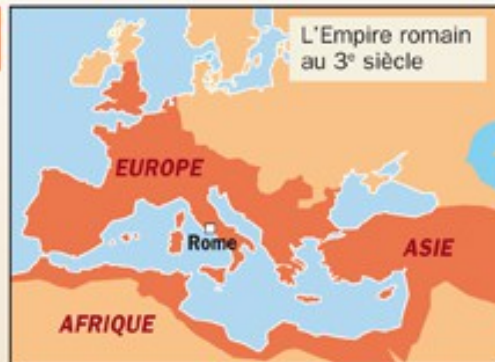 L'Empire romain
au 3e siècle
EUROPE
Rome
ASIE
AFRIQUE